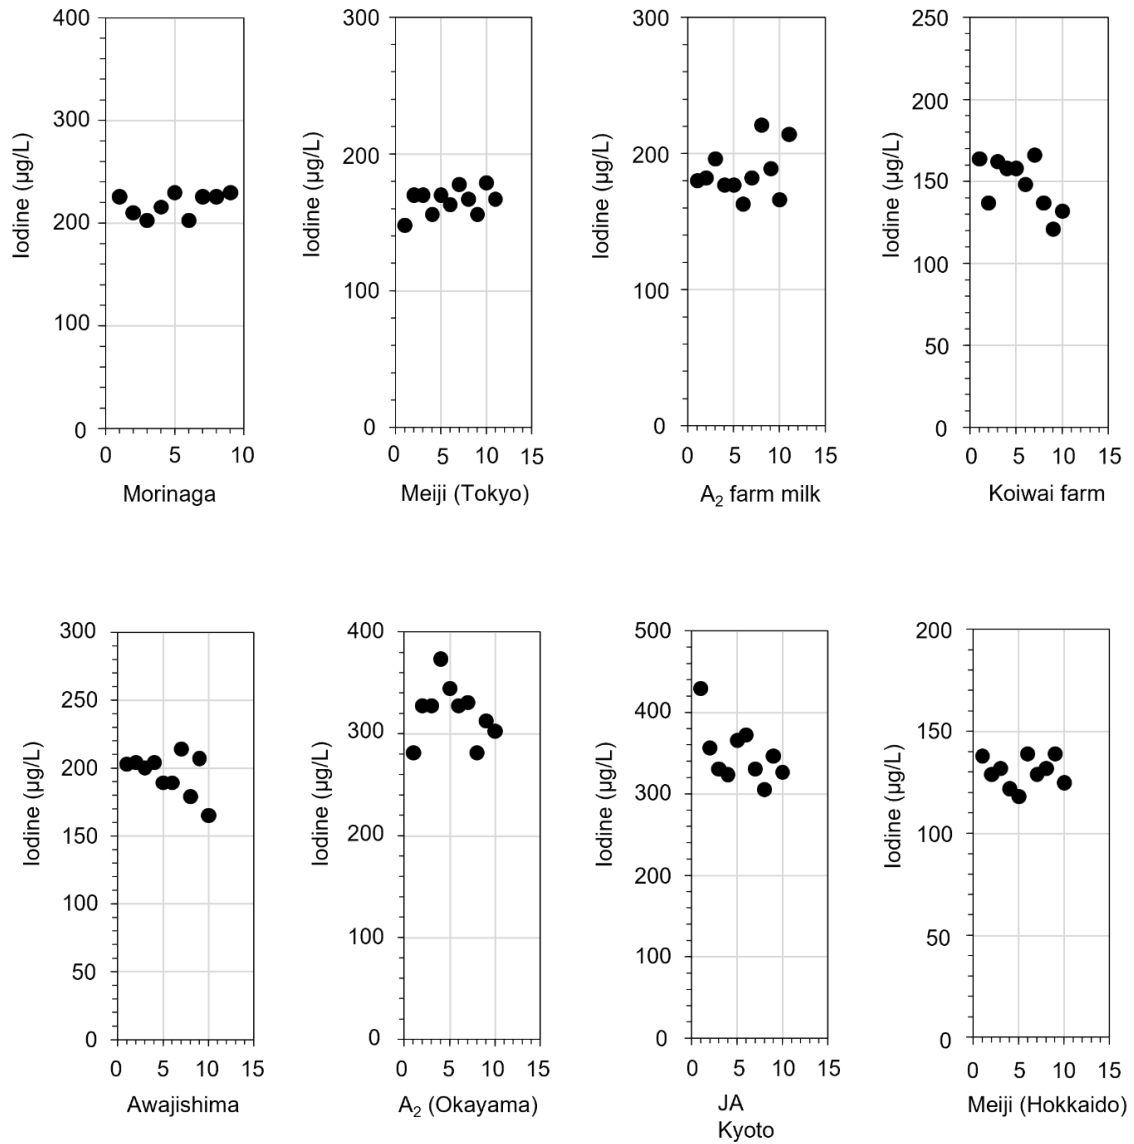 400
300
200
100
0
Iodine (µg/L)
0 5 10
Morinaga
300
200
100
0
Iodine (µg/L)
0 5 10 15
Meiji (Tokyo)
300
200
100
0
Iodine (µg/L)
0 5 10 15
A₂ farm milk
250
200
150
100
50
0
Iodine (µg/L)
0 5 10 15
Koiwai farm
300
250
200
150
100
50
0
Iodine (µg/L)
0 5 10 15
Awajishima
400
300
200
100
0
Iodine (µg/L)
0 5 10 15
A₂ (Okayama)
500
400
300
200
100
0
Iodine (µg/L)
0 5 10 15
JA
Kyoto
200
150
100
50
0
Iodine (µg/L)
0 5 10 15
Meiji (Hokkaido)